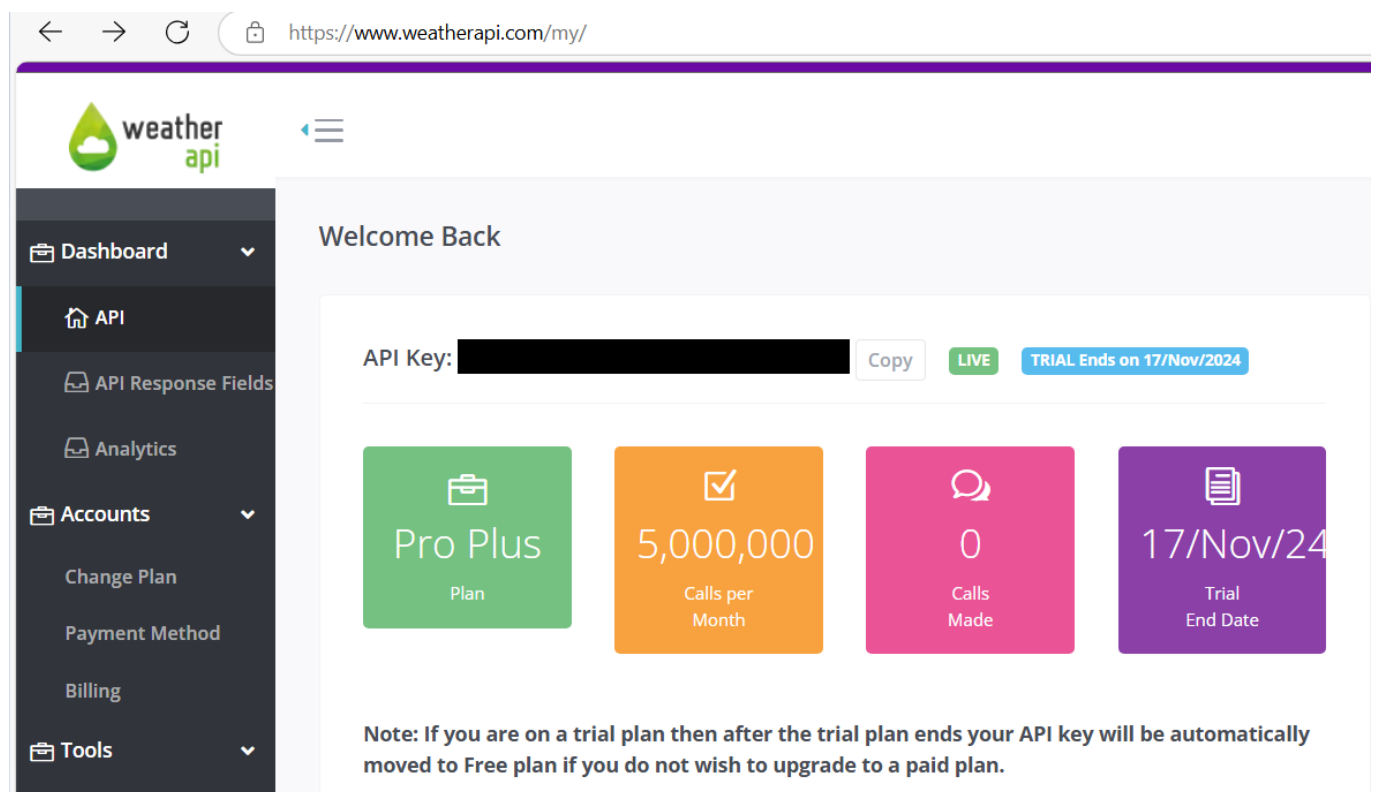 https://www.weatherapi.com/my/
weather
api
Dashboard
API
API Response Fields
Analytics
Accounts
Change Plan
Payment Method
Billing
Tools
Welcome Back
API Key:
Copy
LIVE
TRIAL Ends on 17/Nov/2024
Pro Plus
Plan
5,000,000
Calls per
Month
0
Calls
Made
17/Nov/24
Trial
End Date
Note: If you are on a trial plan then after the trial plan ends your API key will be automatically
moved to Free plan if you do not wish to upgrade to a paid plan.